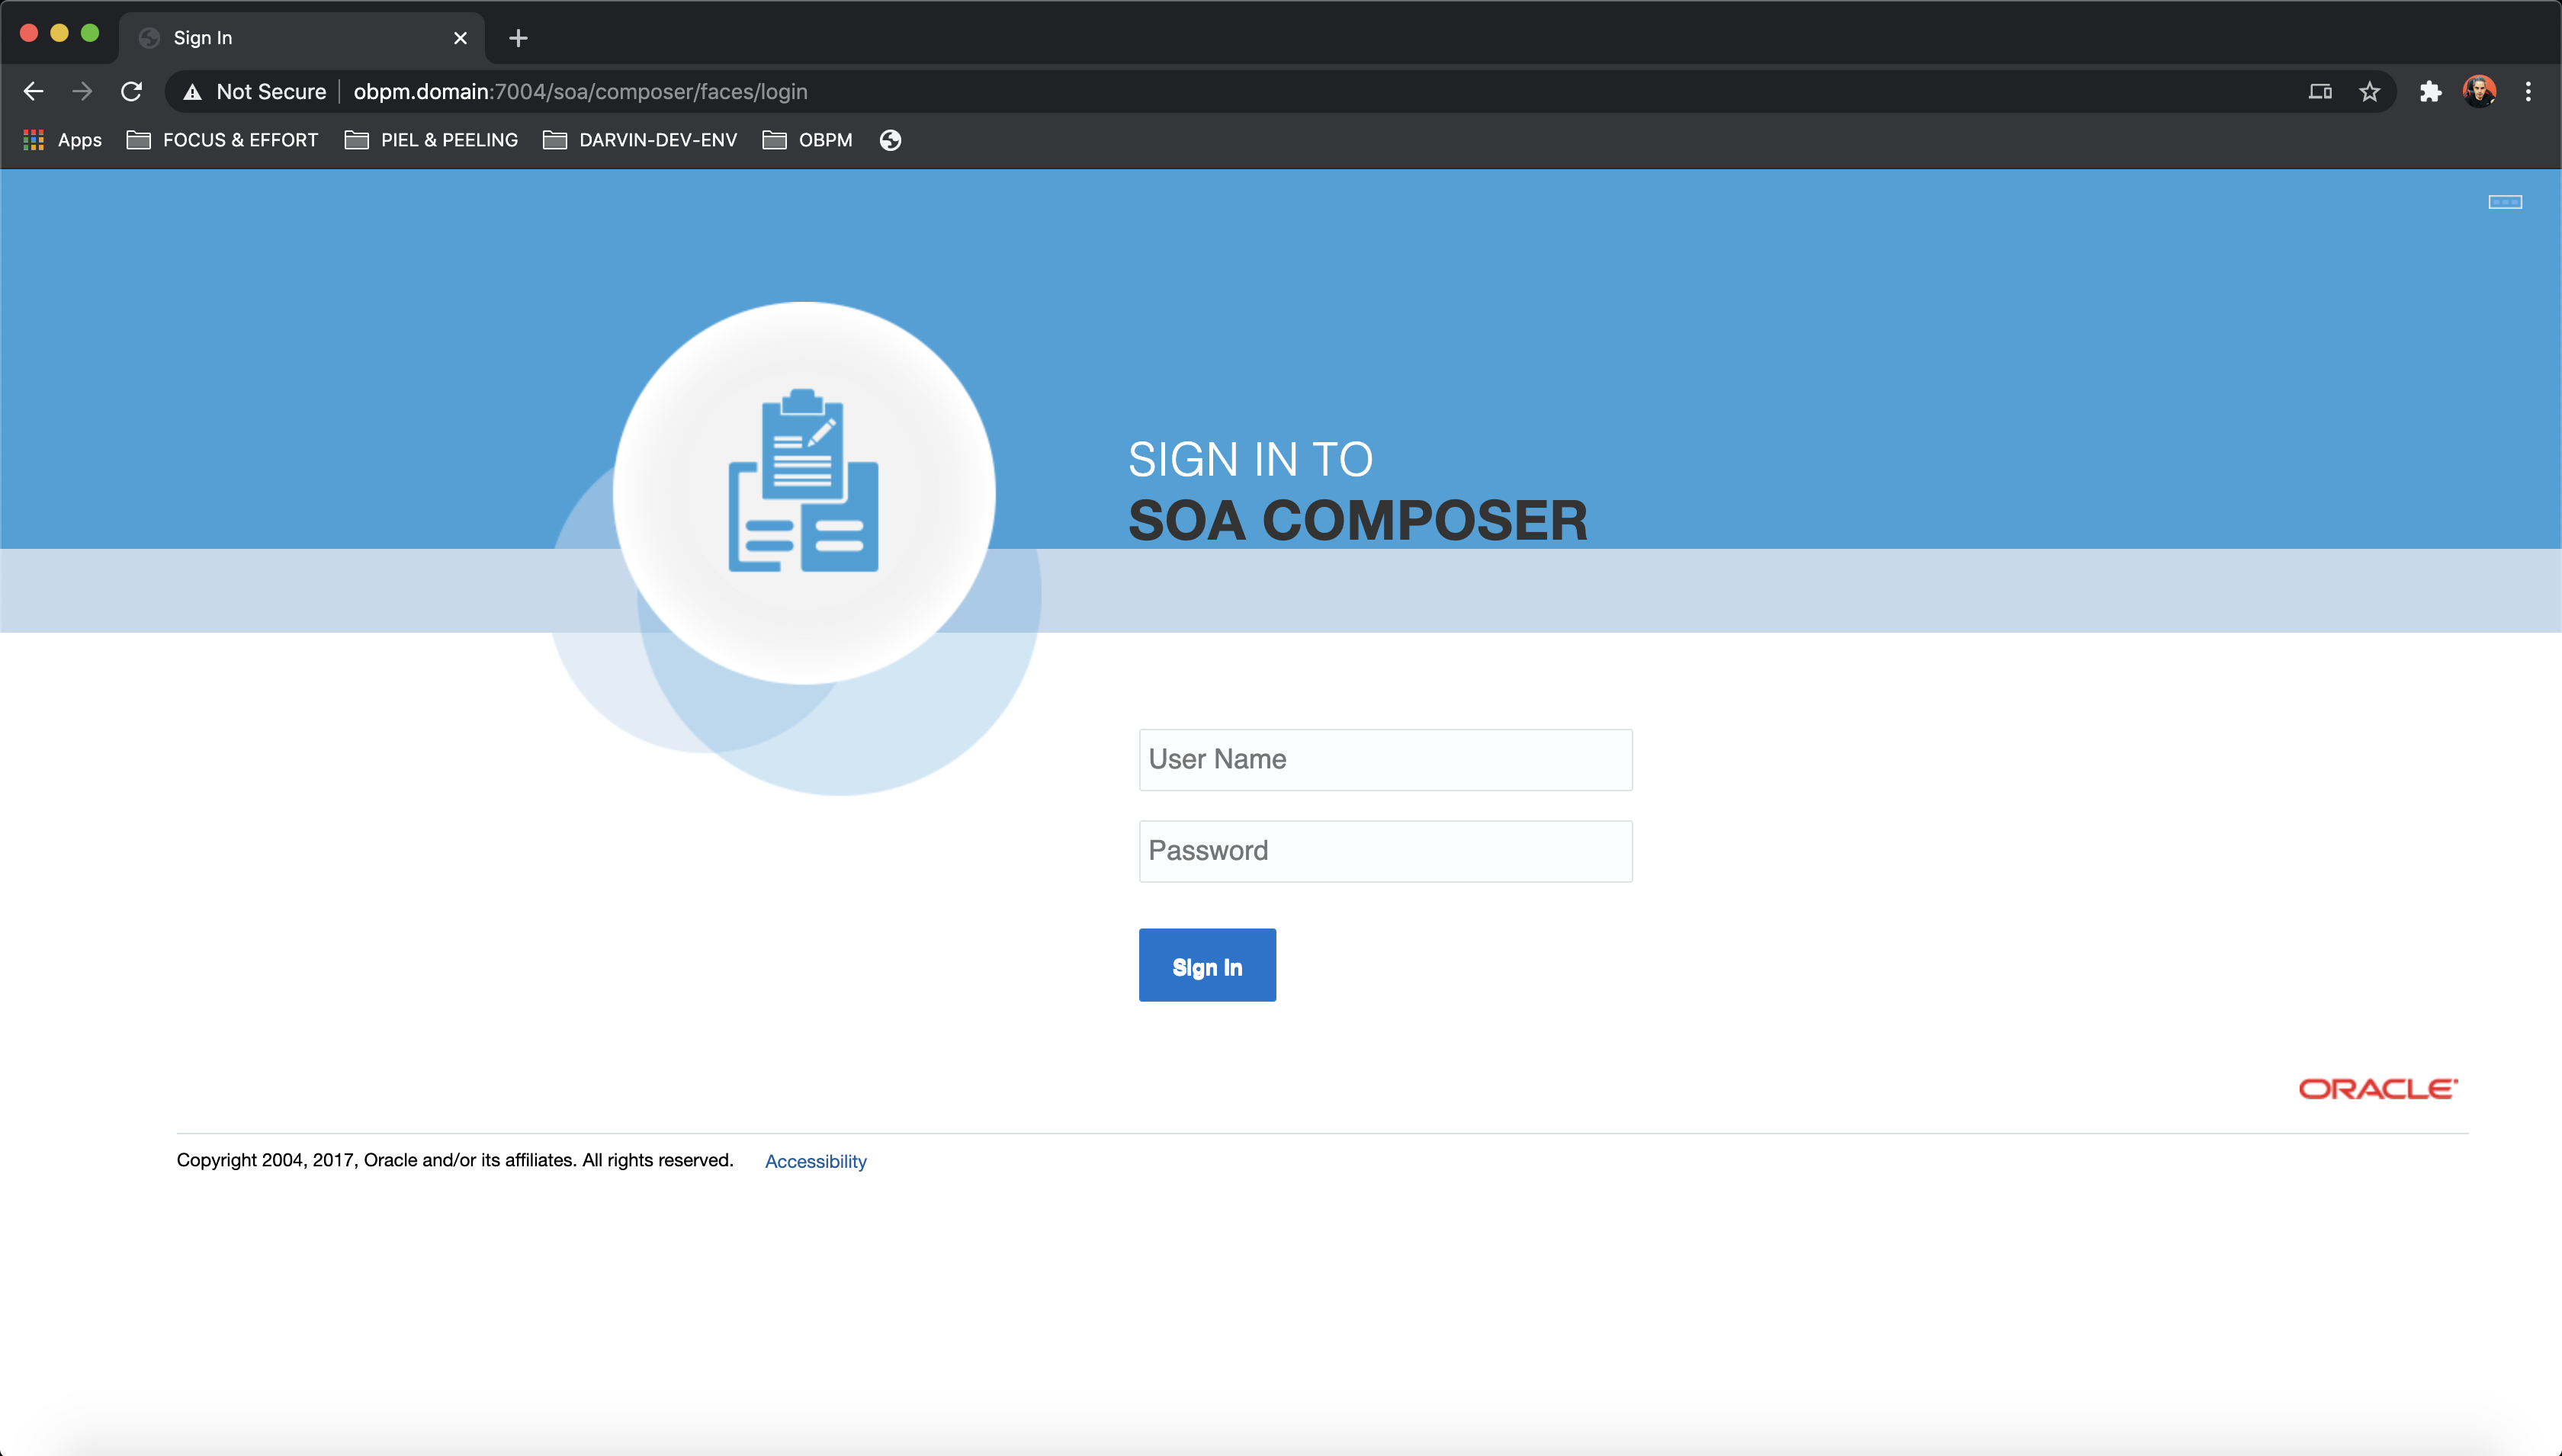 Sign In
Not Secure obpm.domain:7004/soa/composer/faces/login
Apps FOCUS & EFFORT PIEL & PEELING DARVIN-DEV-ENV OBPM
SIGN IN TO
SOA COMPOSER
User Name
Password
Sign In
ORACLE
Copyright 2004, 2017, Oracle and/or its affiliates. All rights reserved. Accessibility